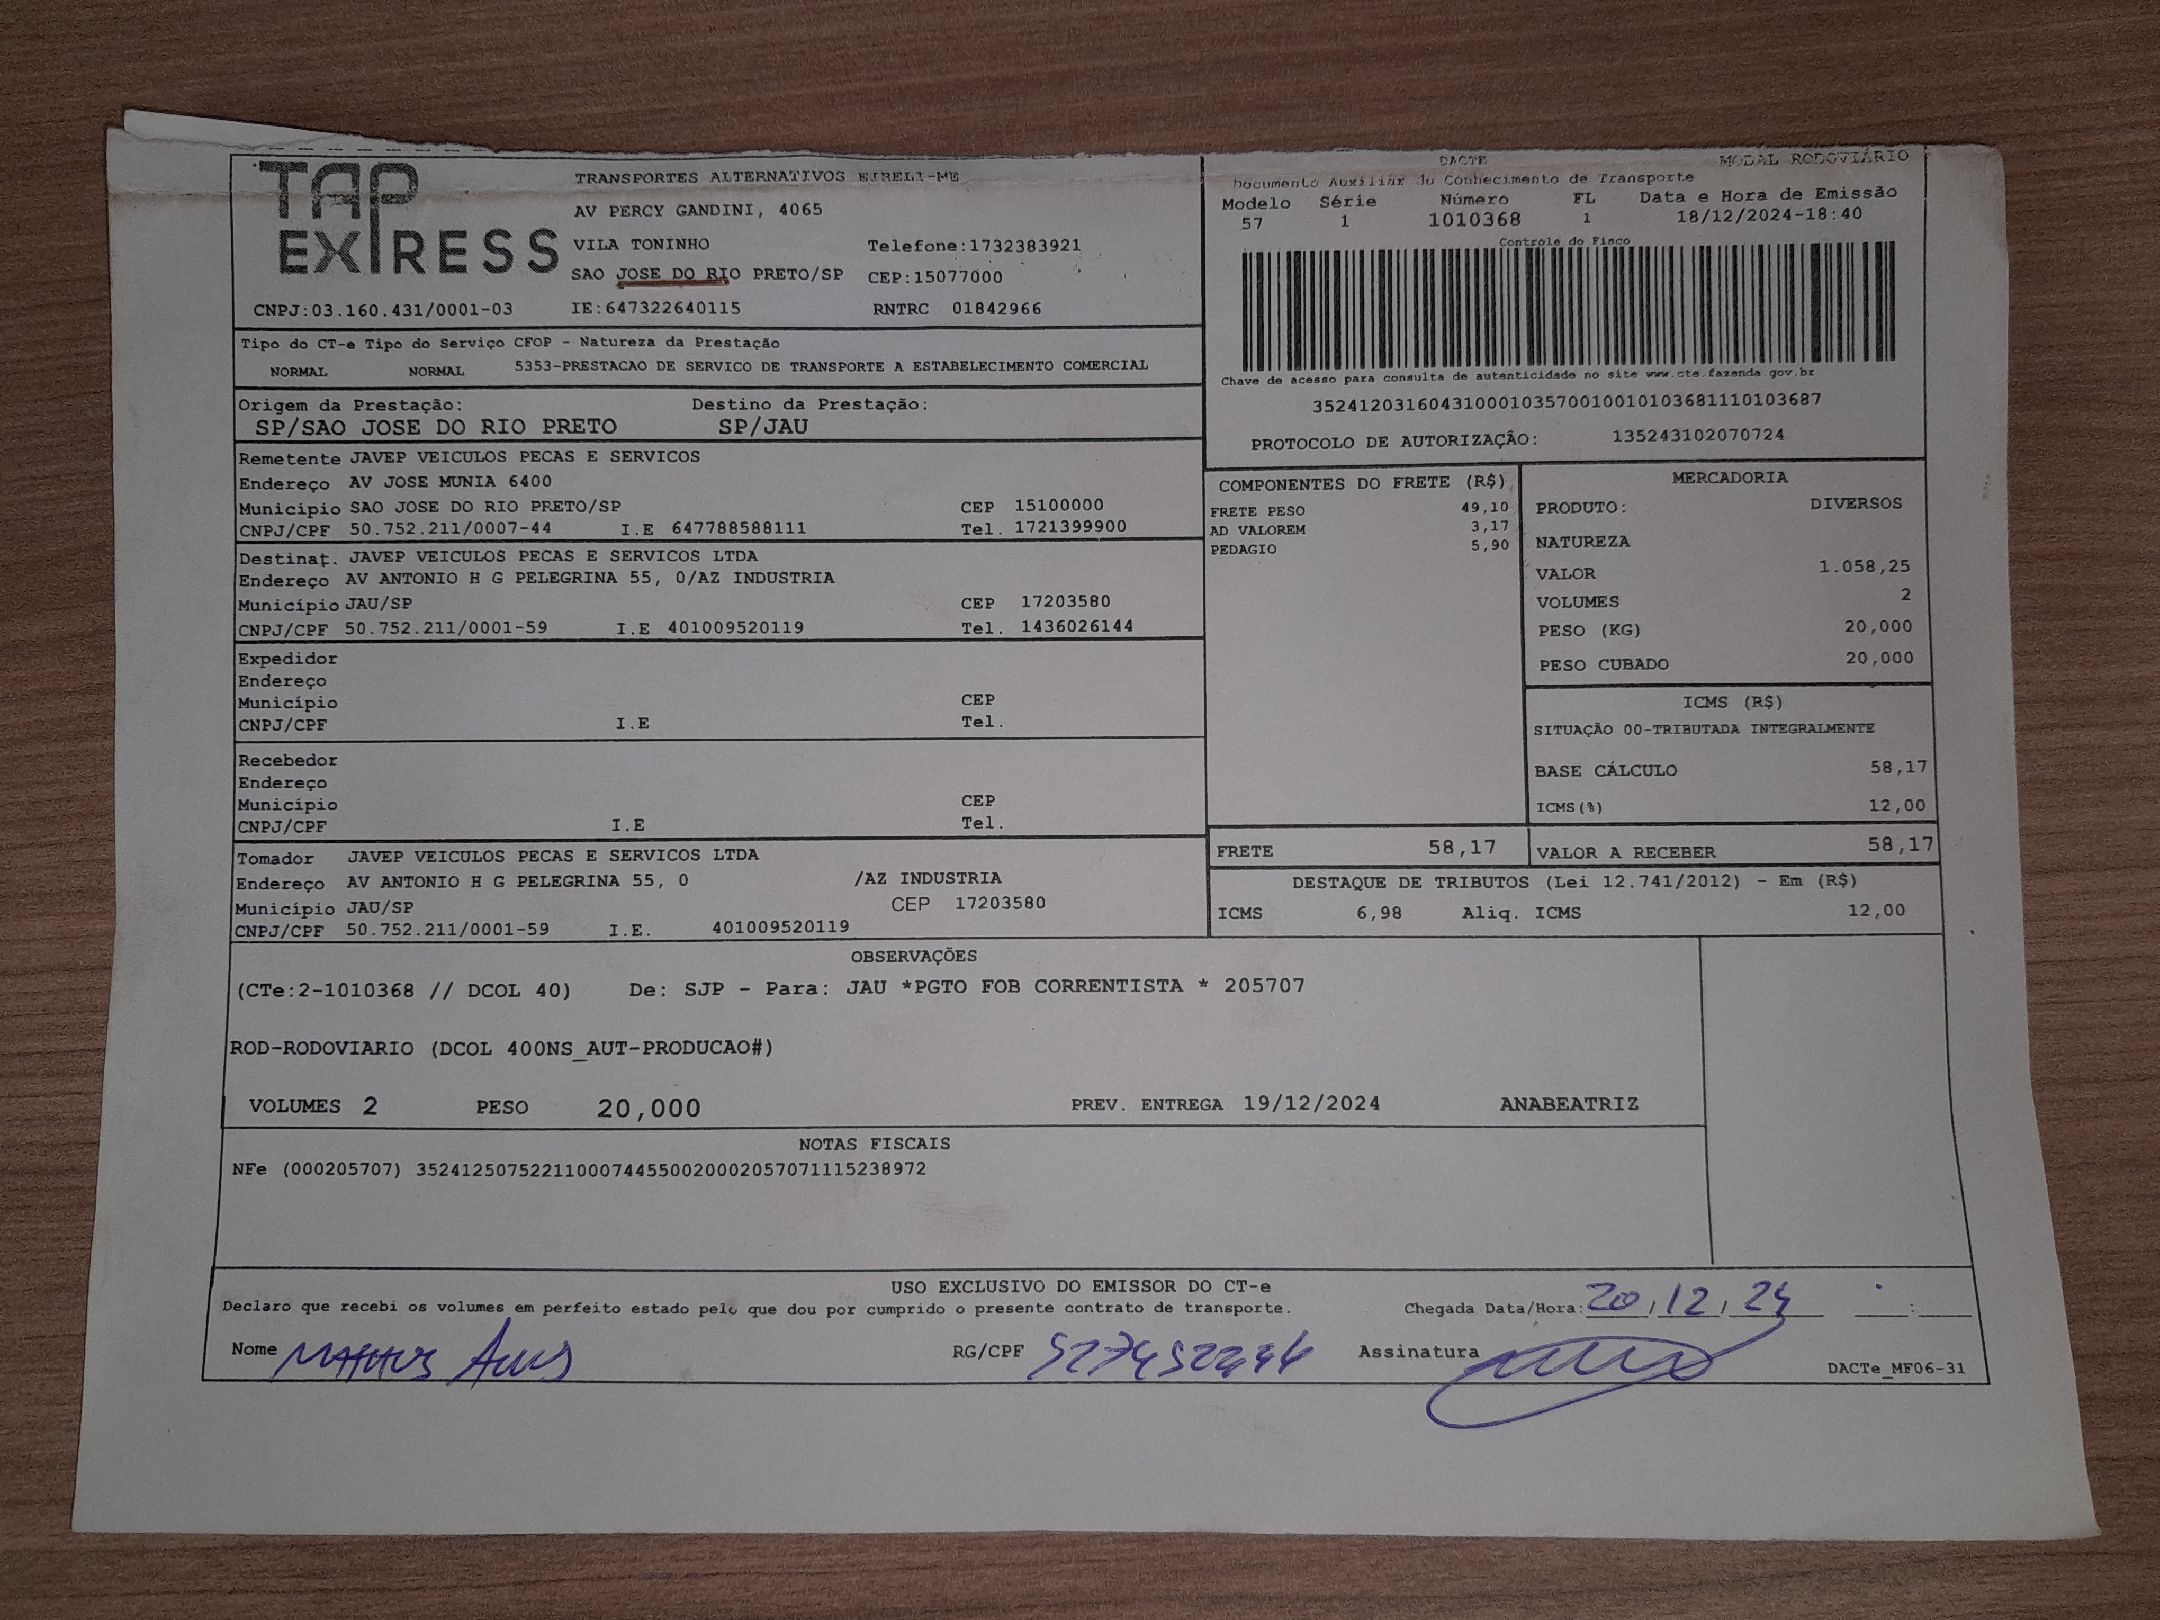 TAP EXPRESS
TRANSPORTES ALTERNATIVOS EIRELI-ME
AV PERCY GANDINI, 4065
VILA TONINHO Telefone:1732383921
SAO JOSE DO RIO PRETO/SP CEP:15077000
CNPJ:03.160.431/0001-03 IE:647322640115 RNTRC 01842966
DACTE MODAL RODOVIÁRIO
Documento Auxiliar do Conhecimento de Transporte
Modelo Série Número FL Data e Hora de Emissão
57 1 1010368 1 18/12/2024-18:40
Controle do Fisco
Chave de acesso para consulta de autenticidade no site www.cte.fazenda.gov.br
35241203160431000103570010010103681110103687
PROTOCOLO DE AUTORIZAÇÃO: 135243102070724
Tipo do CT-e Tipo do Serviço CFOP - Natureza da Prestação
NORMAL NORMAL 5353-PRESTACAO DE SERVICO DE TRANSPORTE A ESTABELECIMENTO COMERCIAL
Origem da Prestação: Destino da Prestação:
SP/SAO JOSE DO RIO PRETO SP/JAU
Remetente JAVEP VEICULOS PECAS E SERVICOS
Endereço AV JOSE MUNIA 6400
Município SAO JOSE DO RIO PRETO/SP CEP 15100000
CNPJ/CPF 50.752.211/0007-44 I.E 647788588111 Tel. 1721399900
Destinat. JAVEP VEICULOS PECAS E SERVICOS LTDA
Endereço AV ANTONIO H G PELEGRINA 55, 0/AZ INDUSTRIA
Município JAU/SP CEP 17203580
CNPJ/CPF 50.752.211/0001-59 I.E 401009520119 Tel. 1436026144
Expedidor
Endereço
Município CEP
CNPJ/CPF I.E Tel.
Recebedor
Endereço
Município CEP
CNPJ/CPF I.E Tel.
Tomador JAVEP VEICULOS PECAS E SERVICOS LTDA
Endereço AV ANTONIO H G PELEGRINA 55, 0 /AZ INDUSTRIA
Município JAU/SP CEP 17203580
CNPJ/CPF 50.752.211/0001-59 I.E. 401009520119
COMPONENTES DO FRETE (R$)
FRETE PESO 49,10
AD VALOREM 3,17
PEDAGIO 5,90
MERCADORIA
PRODUTO: DIVERSOS
NATUREZA
VALOR 1.058,25
VOLUMES 2
PESO (KG) 20,000
PESO CUBADO 20,000
ICMS (R$)
SITUAÇÃO 00-TRIBUTADA INTEGRALMENTE
BASE CÁLCULO 58,17
ICMS(%) 12,00
FRETE 58,17 VALOR A RECEBER 58,17
DESTAQUE DE TRIBUTOS (Lei 12.741/2012) - Em (R$)
ICMS 6,98 Aliq. ICMS 12,00
OBSERVAÇÕES
(CTe:2-1010368 // DCOL 40) De: SJP - Para: JAU *PGTO FOB CORRENTISTA * 205707
ROD-RODOVIARIO (DCOL 400NS_AUT-PRODUCAO#)
VOLUMES 2 PESO 20,000 PREV. ENTREGA 19/12/2024 ANABEATRIZ
NOTAS FISCAIS
NFe (000205707) 35241250752211000744550020002057071115238972
USO EXCLUSIVO DO EMISSOR DO CT-e
Declaro que recebi os volumes em perfeito estado pelo que dou por cumprido o presente contrato de transporte. Chegada Data/Hora: 20/12/24 :
Nome RG/CPF Assinatura
DACTe_MF06-31